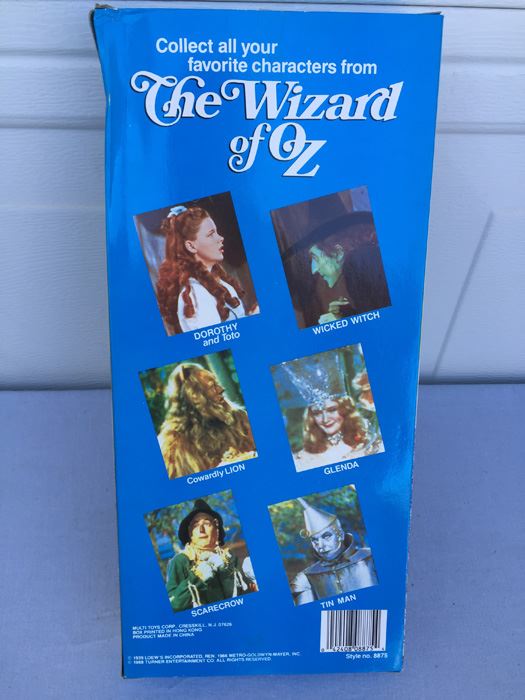 Collect all your
favorite characters from
The Wizard
of Oz
DOROTHY
and Toto
WICKED WITCH
Cowardly LION
GLENDA
SCARECROW
TIN MAN
MULTI TOYS CORP., CRESSKILL, N.J. 07626
BOX PRINTED IN HONG KONG
PRODUCT MADE IN CHINA
© 1939 LOEW'S INCORPORATED, REN. 1966 METRO-GOLDWYN-MAYER, INC.
© 1988 TURNER ENTERTAINMENT CO. ALL RIGHTS RESERVED.
Style no. 8875